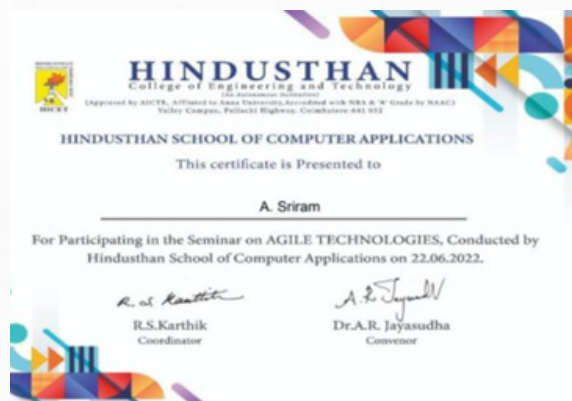 HICET
HINDUSTHAN
College of Engineering and Technology
(An Autonomous Institution)
(Approved by AICTE, Affiliated to Anna University, Accredited with NBA & 'A' Grade by NAAC)
Valley Campus, Pollachi Highway, Coimbatore 641 032
HINDUSTHAN SCHOOL OF COMPUTER APPLICATIONS
This certificate is Presented to
A. Sriram
For Participating in the Seminar on AGILE TECHNOLOGIES, Conducted by
Hindusthan School of Computer Applications on 22.06.2022.
R.S.Karthik
Dr.A.R. Jayasudha
Coordinator
Convenor